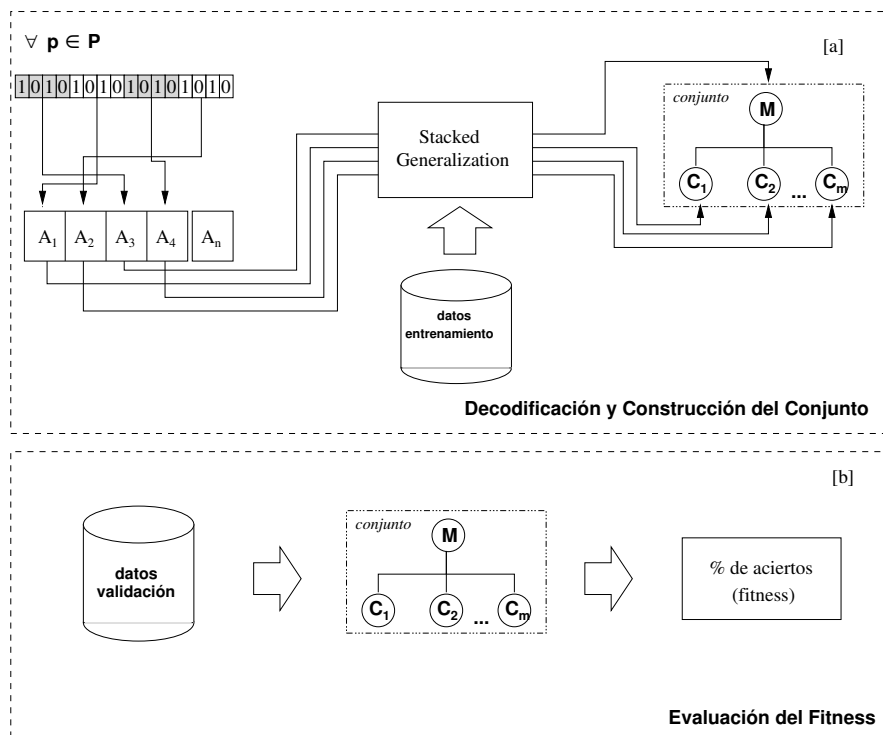 ∀ p ∈ P
[a]
1010101010101010
Stacked
Generalization
conjunto
M
C1 C2 ... Cm
A1 A2 A3 A4 An
datos
entrenamiento
Decodificación y Construcción del Conjunto
[b]
datos
validación
conjunto
M
C1 C2 ... Cm
% de aciertos
(fitness)
Evaluación del Fitness